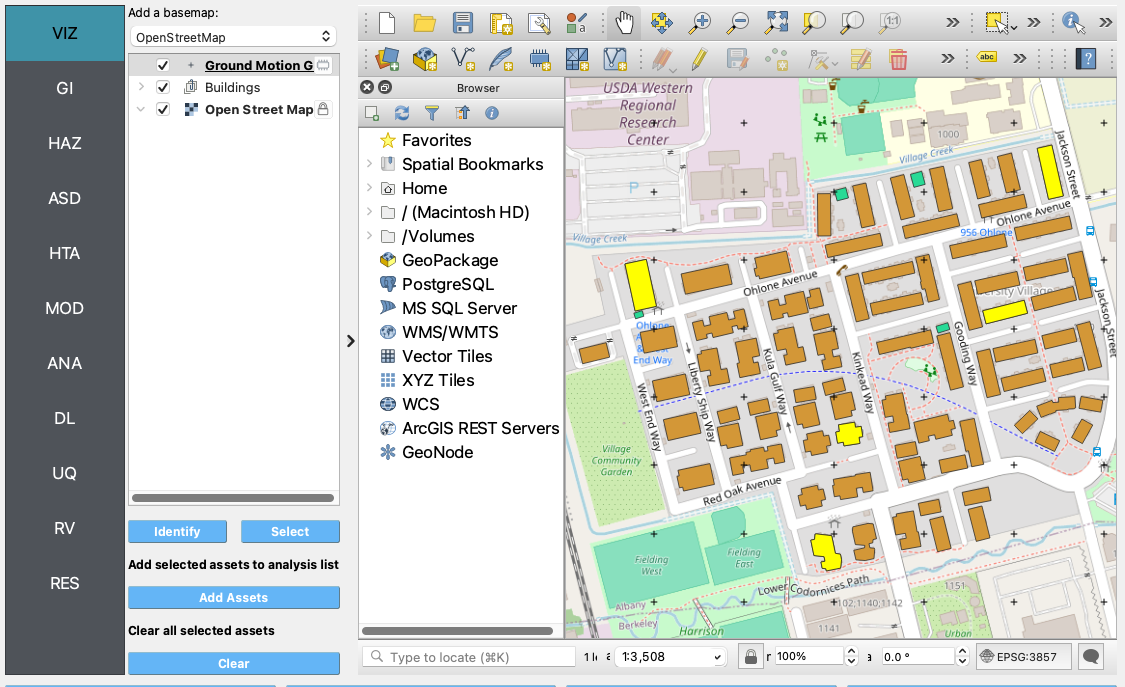 VIZ
GI
HAZ
ASD
HTA
MOD
ANA
DL
UQ
RV
RES
Add a basemap:
OpenStreetMap
Ground Motion G
Buildings
Open Street Map
Identify
Select
Add selected assets to analysis list
Add Assets
Clear all selected assets
Clear
Browser
Favorites
Spatial Bookmarks
Home
/ (Macintosh HD)
/Volumes
GeoPackage
PostgreSQL
MS SQL Server
WMS/WMTS
Vector Tiles
XYZ Tiles
WCS
ArcGIS REST Servers
GeoNode
abc
1:1
USDA Western
Regional
Research
Center
P
1000
Village Creek
Village Creek
Jackson Street
Ohlone Avenue
956 Ohlone
Ohlone Avenue
Jackson Street
End Way
West End Way
Liberty Ship Way
Kula Gulf Way
Kinkead Way
Gooding Way
Village
Community
Garden
Red Oak Avenue
Fielding
West
Fielding
East
Lower Codornices Path
Albany
Berkeley
Harrison
1141
102;1140;1142
1151
Urban
Type to locate (⌘K)
1:3,508
r 100%
0.0 °
EPSG:3857